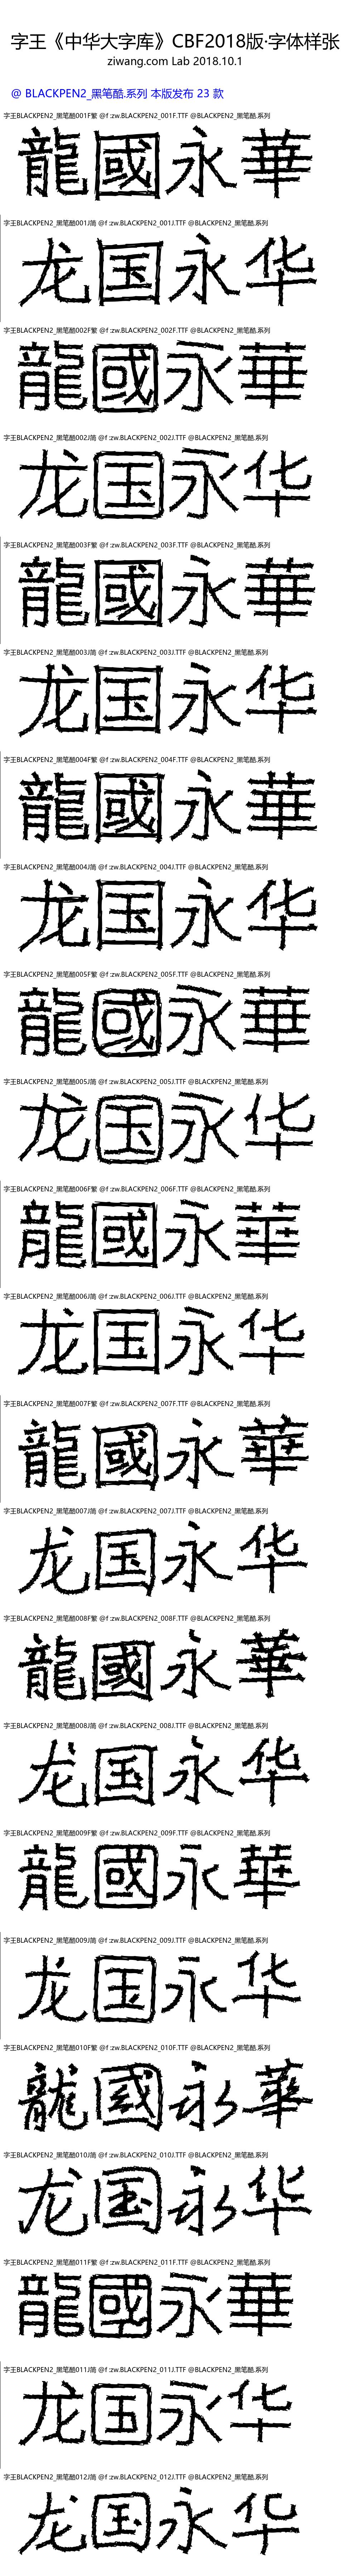 字王《中华大字库》CBF2018版·字体样张
ziwang.com Lab 2018.10.1
@ BLACKPEN2_黑笔酷.系列 本版发布 23 款
字王BLACKPEN2_黑笔酷001F繁 @f :zw.BLACKPEN2_001F.TTF @BLACKPEN2_黑笔酷.系列
龍國永華
字王BLACKPEN2_黑笔酷001J简 @f :zw.BLACKPEN2_001J.TTF @BLACKPEN2_黑笔酷.系列
龙国永华
字王BLACKPEN2_黑笔酷002F繁 @f :zw.BLACKPEN2_002F.TTF @BLACKPEN2_黑笔酷.系列
龍國永華
字王BLACKPEN2_黑笔酷002J简 @f :zw.BLACKPEN2_002J.TTF @BLACKPEN2_黑笔酷.系列
龙国永华
字王BLACKPEN2_黑笔酷003F繁 @f :zw.BLACKPEN2_003F.TTF @BLACKPEN2_黑笔酷.系列
龍國永華
字王BLACKPEN2_黑笔酷003J简 @f :zw.BLACKPEN2_003J.TTF @BLACKPEN2_黑笔酷.系列
龙国永华
字王BLACKPEN2_黑笔酷004F繁 @f :zw.BLACKPEN2_004F.TTF @BLACKPEN2_黑笔酷.系列
龍國永華
字王BLACKPEN2_黑笔酷004J简 @f :zw.BLACKPEN2_004J.TTF @BLACKPEN2_黑笔酷.系列
龙国永华
字王BLACKPEN2_黑笔酷005F繁 @f :zw.BLACKPEN2_005F.TTF @BLACKPEN2_黑笔酷.系列
龍國永華
字王BLACKPEN2_黑笔酷005J简 @f :zw.BLACKPEN2_005J.TTF @BLACKPEN2_黑笔酷.系列
龙国永华
字王BLACKPEN2_黑笔酷006F繁 @f :zw.BLACKPEN2_006F.TTF @BLACKPEN2_黑笔酷.系列
龍國永華
字王BLACKPEN2_黑笔酷006J简 @f :zw.BLACKPEN2_006J.TTF @BLACKPEN2_黑笔酷.系列
龙国永华
字王BLACKPEN2_黑笔酷007F繁 @f :zw.BLACKPEN2_007F.TTF @BLACKPEN2_黑笔酷.系列
龍國永華
字王BLACKPEN2_黑笔酷007J简 @f :zw.BLACKPEN2_007J.TTF @BLACKPEN2_黑笔酷.系列
龙国永华
字王BLACKPEN2_黑笔酷008F繁 @f :zw.BLACKPEN2_008F.TTF @BLACKPEN2_黑笔酷.系列
龍國永華
字王BLACKPEN2_黑笔酷008J简 @f :zw.BLACKPEN2_008J.TTF @BLACKPEN2_黑笔酷.系列
龙国永华
字王BLACKPEN2_黑笔酷009F繁 @f :zw.BLACKPEN2_009F.TTF @BLACKPEN2_黑笔酷.系列
龍國永華
字王BLACKPEN2_黑笔酷009J简 @f :zw.BLACKPEN2_009J.TTF @BLACKPEN2_黑笔酷.系列
龙国永华
字王BLACKPEN2_黑笔酷010F繁 @f :zw.BLACKPEN2_010F.TTF @BLACKPEN2_黑笔酷.系列
龍國永華
字王BLACKPEN2_黑笔酷010J简 @f :zw.BLACKPEN2_010J.TTF @BLACKPEN2_黑笔酷.系列
龙国永华
字王BLACKPEN2_黑笔酷011F繁 @f :zw.BLACKPEN2_011F.TTF @BLACKPEN2_黑笔酷.系列
龍國永華
字王BLACKPEN2_黑笔酷011J简 @f :zw.BLACKPEN2_011J.TTF @BLACKPEN2_黑笔酷.系列
龙国永华
字王BLACKPEN2_黑笔酷012J简 @f :zw.BLACKPEN2_012J.TTF @BLACKPEN2_黑笔酷.系列
龙国永华